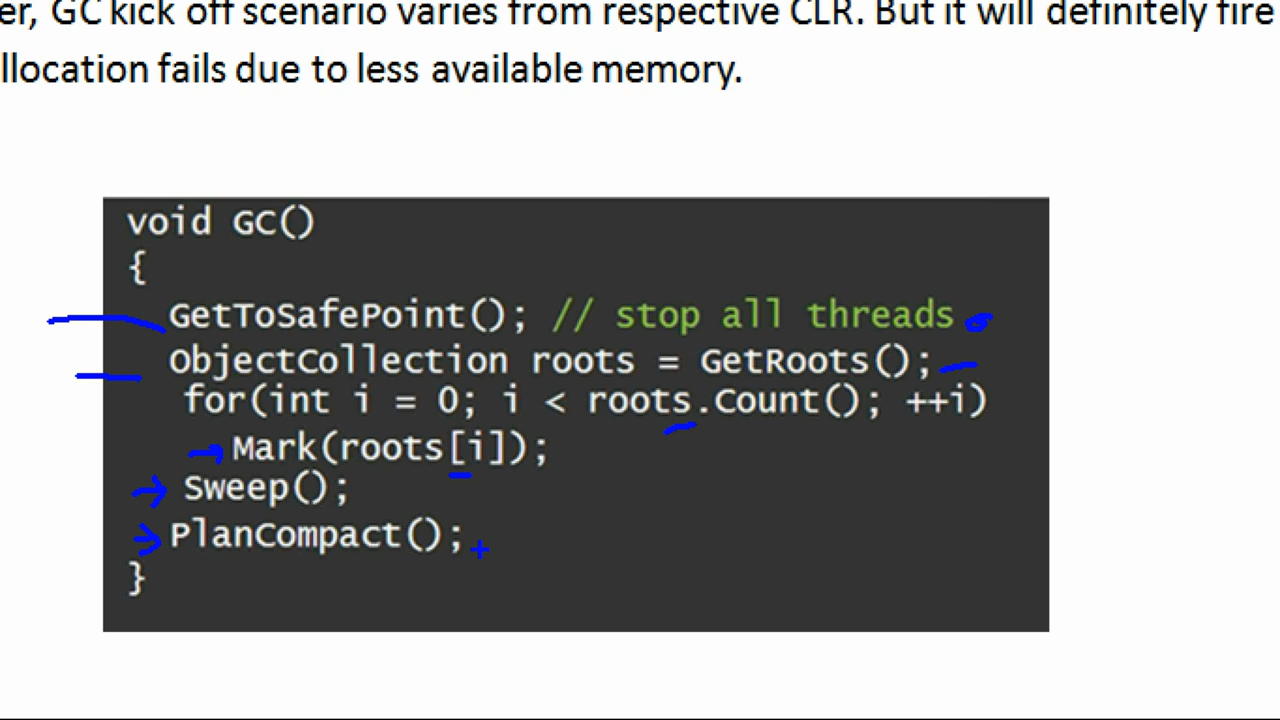 er, GC kick off scenario varies from respective CLR. But it will definitely fire
llocation fails due to less available memory.
void GC()
{
GetToSafePoint(); // stop all threads
ObjectCollection roots = GetRoots();
for(int i = 0; i < roots.Count(); ++i)
Mark(roots[i]);
Sweep();
PlanCompact();
}